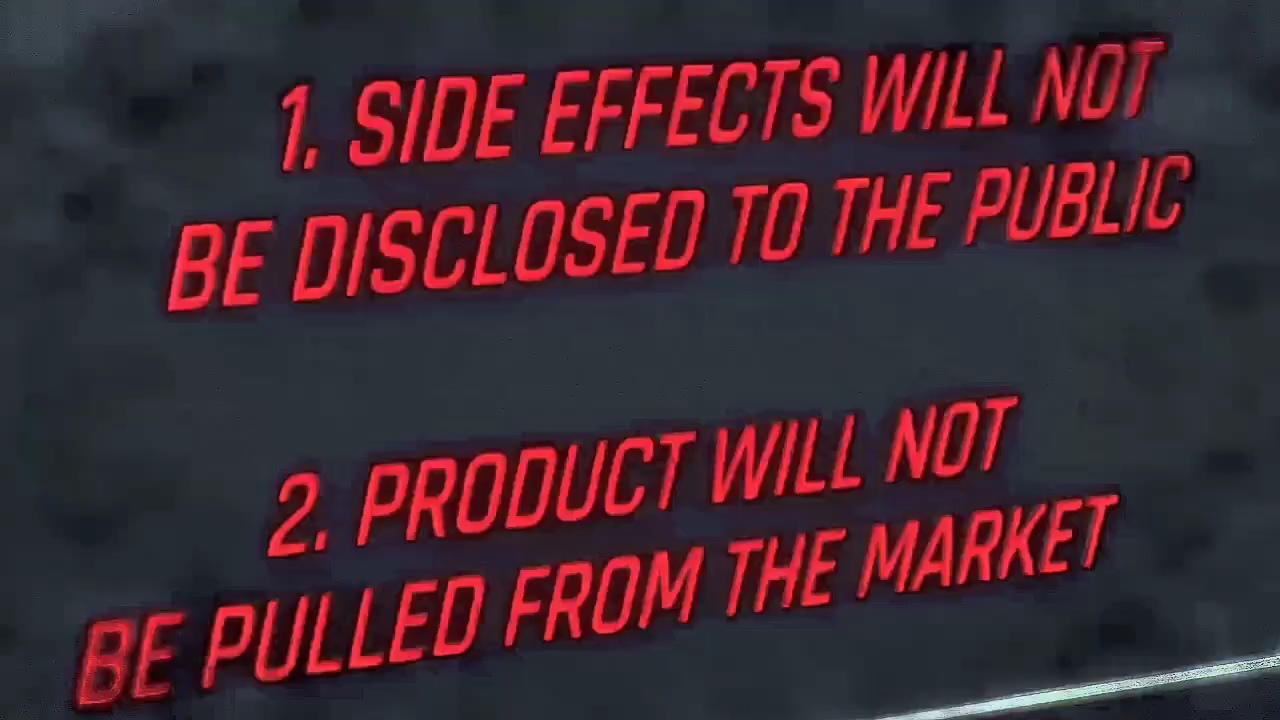 1. SIDE EFFECTS WILL NOT
BE DISCLOSED TO THE PUBLIC
2. PRODUCT WILL NOT
BE PULLED FROM THE MARKET